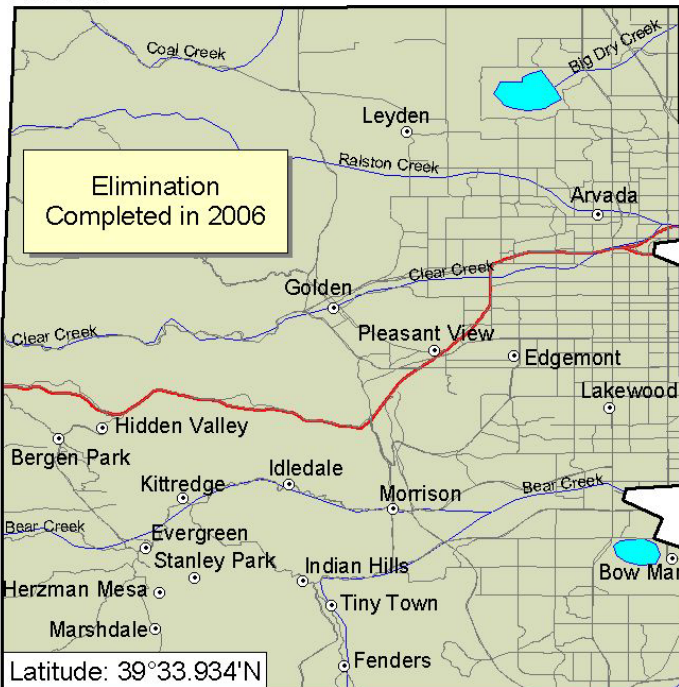 Coal Creek
Big Dry Creek
Leyden
Ralston Creek
Elimination
Completed in 2006
Arvada
Clear Creek
Golden
Clear Creek
Pleasant View
Edgemont
Lakewood
Hidden Valley
Bergen Park
Idledale
Kittredge
Morrison
Bear Creek
Bear Creek
Evergreen
Stanley Park
Indian Hills
Bow Mar
Herzman Mesa
Tiny Town
Marshdale
Fenders
Latitude: 39°33.934'N